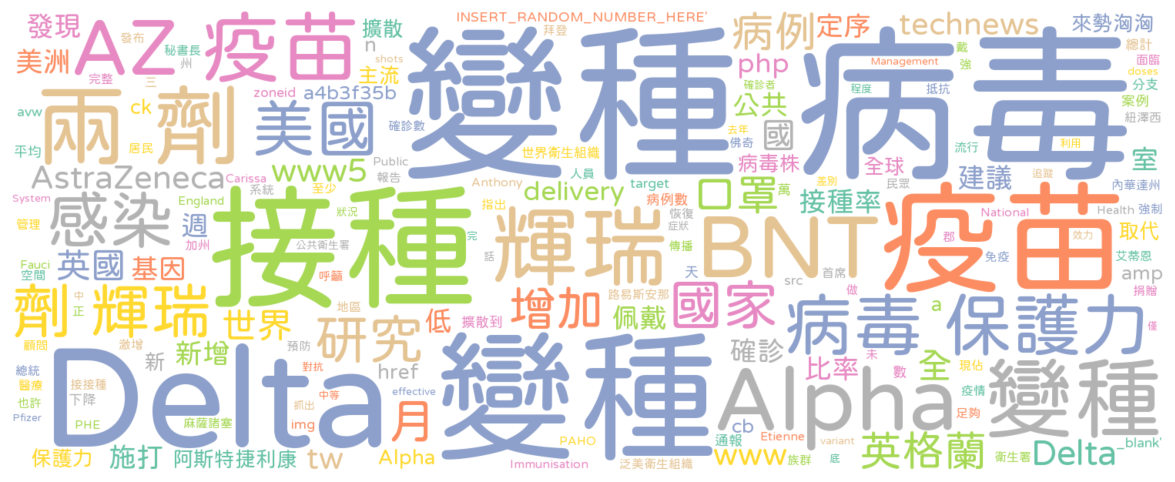 INSERT_RANDOM_NUMBER_HERE'
發現
AZ 疫苗
發布
秘書長
州
擴散
n
shots
拜登
變種 病毒
病例
定序
technews
來勢洶洶
總計
面臨
美洲
完整
三
主流
php
確診者
Management
戴
強
doses
avw
ck
zoneid
a4b3f35b
公共
程度
抵抗
分支
案例
紐澤西
兩劑
美國
確診數
去年
佛奇
國
流行
利用
平均
居民
世界衛生組織
病毒株
全球
室
AstraZeneca
www5
Public
報告
人員
建議
追蹤
內華達州
System
Carissa
系統
至少
Anthony
delivery
target
病例數
口罩
萬
差別
接種率
民眾
England
指出
National
Health
強制
管理
感染
週
加州
狀況
接種
完
輝瑞
恢復
症狀
傳播
BNT
郡
疫苗
效力
取代
Fauci
空間
英國
基因
公共衛生署
呼籲
話
天
src
首席
免疫
艾蒂恩
amp
劑
中
正
輝瑞
世界
地區
增加
路易斯安那
佩戴
國家
做
a
捐贈
顧問
激增
新
新增
預防
研究
低
擴散到
病毒
保護力
僅
確診
比率
未
數
全
現佔
總統
醫療
也許
Pfizer
接接種
下降
PHE
Delta
對抗
中等
抓出
img
href
effective
月
變種
Alpha 變種
疫情
足夠
麻薩諸塞
cb
通報
Etienne
variant
保護力
施打
阿斯特捷利康
tw
Alpha
Immunisation
PAHO
泛美衛生組織
www
族群
底
英格蘭
衛生署
Delta
_blank'